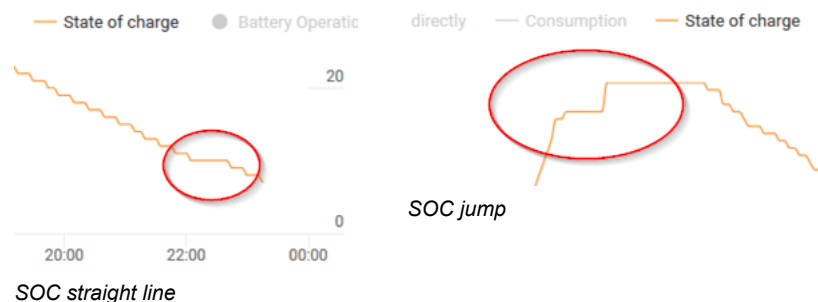 State of charge Battery Operatic
20
0
20:00 22:00 00:00
SOC straight line
directly Consumption State of charge
SOC jump